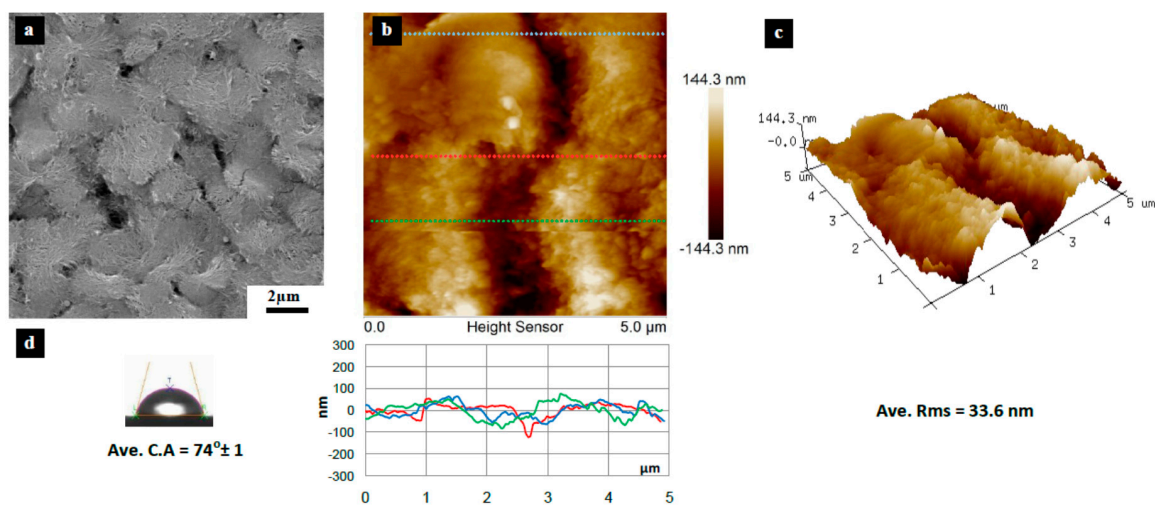 a
2µm
b
0.0 Height Sensor 5.0 µm
144.3 nm
-144.3 nm
c
144.3 nm
-0.0 nm
µm
5 um
4
3
2
1
1
2
3
4
5 um
d
Ave. C.A = 74°± 1
300
200
100
0
-100
-200
-300
nm
µm
0 1 2 3 4 5
Ave. Rms = 33.6 nm